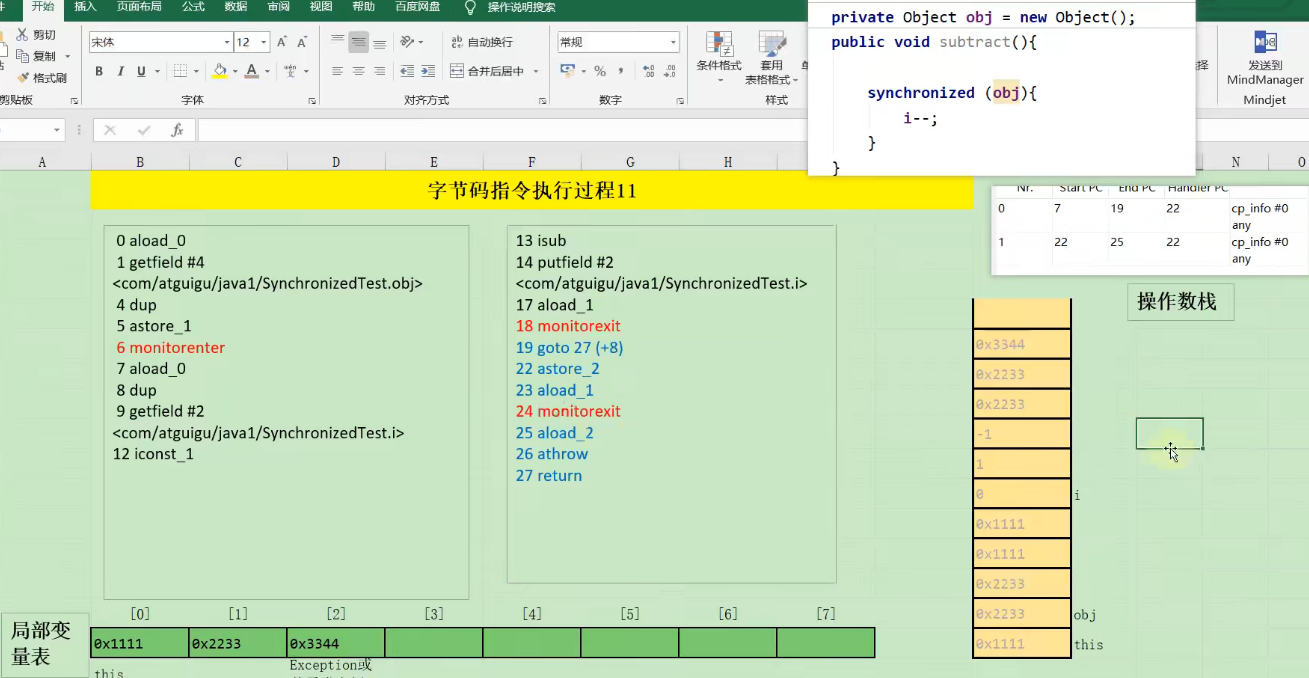 开始 插入 页面布局 公式 数据 审阅 视图 帮助 百度网盘 操作说明搜索
剪切
复制
格式刷
剪贴板
宋体 12 A A
B I U A
字体
自动换行
合并后居中
对齐方式
常规
%
数字
条件格式
套用
表格格式
样式
发送到
MindManager
Mindjet
private Object obj = new Object();
public void subtract(){
synchronized (obj){
i--;
}
}
fx
A B C D E F G H N O
字节码指令执行过程11
Nr. Start PC End PC Handler PC
0 7 19 22 cp_info #0
any
1 22 25 22 cp_info #0
any
0 aload_0
1 getfield #4
<com/atguigu/java1/SynchronizedTest.obj>
4 dup
5 astore_1
6 monitorenter
7 aload_0
8 dup
9 getfield #2
<com/atguigu/java1/SynchronizedTest.i>
12 iconst_1
13 isub
14 putfield #2
<com/atguigu/java1/SynchronizedTest.i>
17 aload_1
18 monitorexit
19 goto 27 (+8)
22 astore_2
23 aload_1
24 monitorexit
25 aload_2
26 athrow
27 return
操作数栈
0x3344
0x2233
0x2233
-1
1
0 i
0x1111
0x1111
0x2233
0x2233 obj
0x1111 this
[0] [1] [2] [3] [4] [5] [6] [7]
局部变
量表
0x1111 0x2233 0x3344
this
Exception或